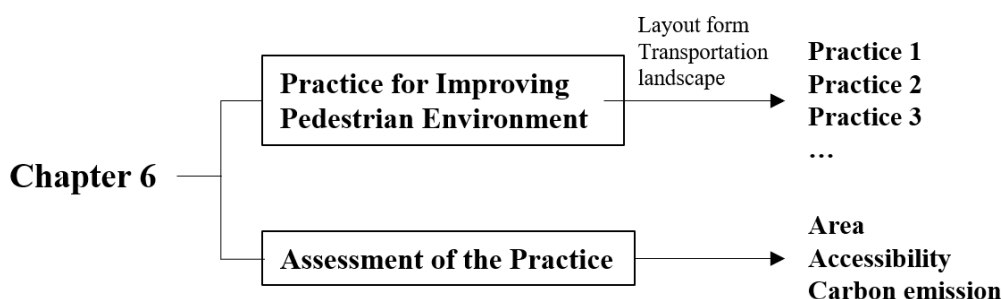 Chapter 6
Practice for Improving
Pedestrian Environment
Layout form
Transportation
landscape
Practice 1
Practice 2
Practice 3
…
Assessment of the Practice
Area
Accessibility
Carbon emission